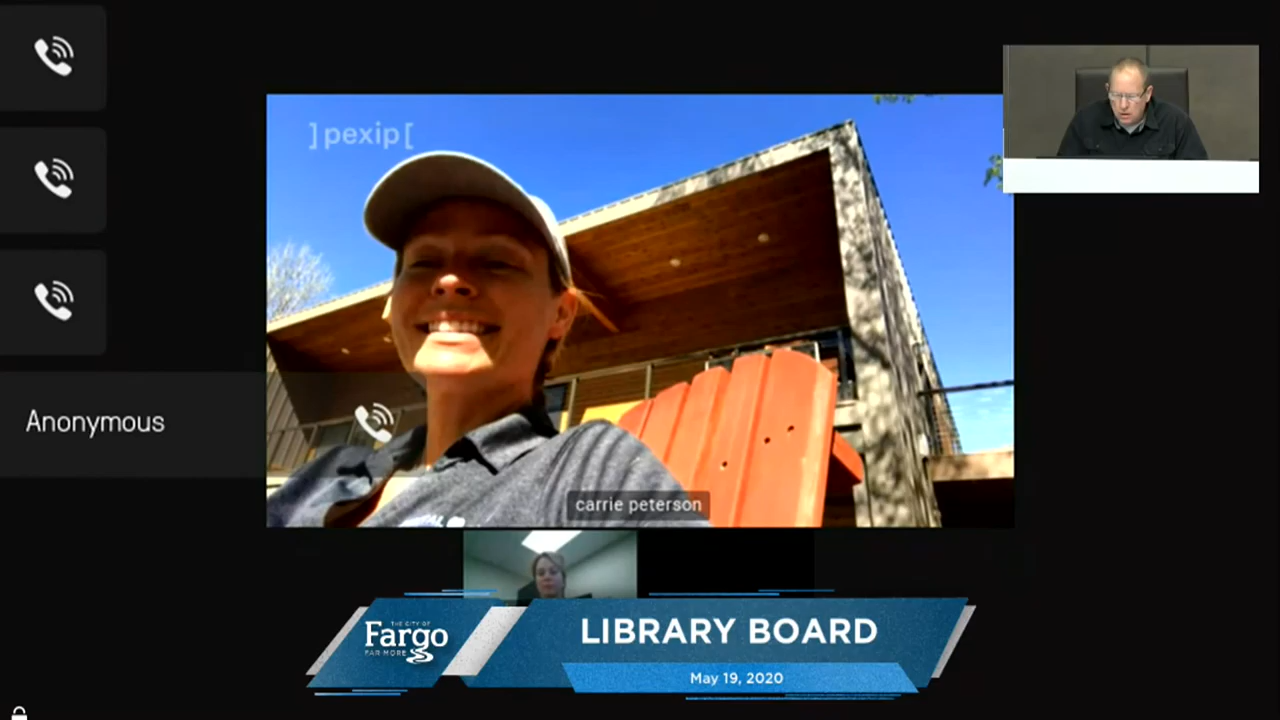 ]pexip[
Anonymous
carrie peterson
THE CITY OF
Fargo
FAR MORE
LIBRARY BOARD
May 19, 2020